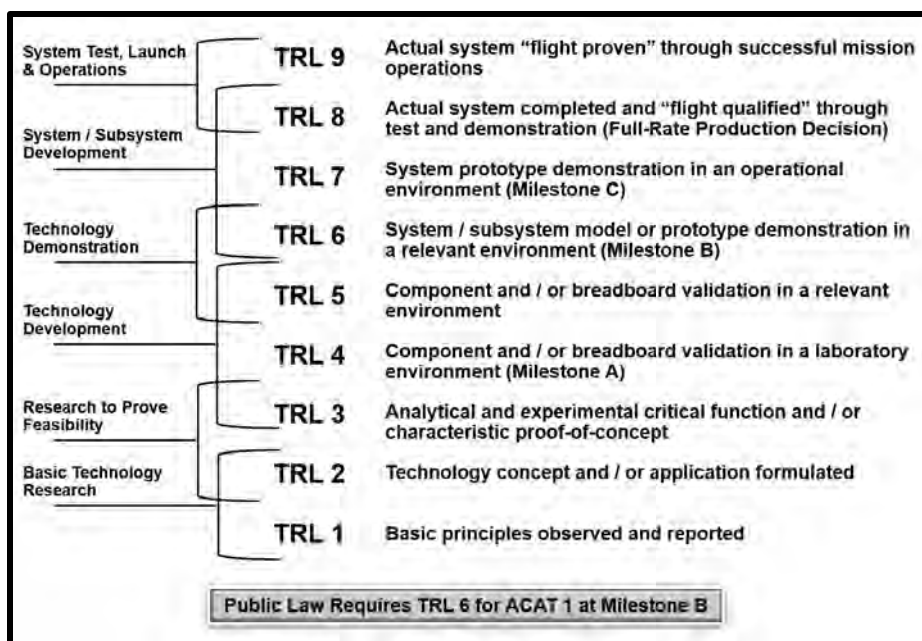 System Test, Launch
& Operations
TRL 9
Actual system “flight proven” through successful mission
operations
TRL 8
Actual system completed and “flight qualified” through
test and demonstration (Full-Rate Production Decision)
System / Subsystem
Development
TRL 7
System prototype demonstration in an operational
environment (Milestone C)
Technology
Demonstration
TRL 6
System / subsystem model or prototype demonstration in
a relevant environment (Milestone B)
TRL 5
Component and / or breadboard validation in a relevant
environment
Technology
Development
TRL 4
Component and / or breadboard validation in a laboratory
environment (Milestone A)
Research to Prove
Feasibility
TRL 3
Analytical and experimental critical function and / or
characteristic proof-of-concept
Basic Technology
Research
TRL 2
Technology concept and / or application formulated
TRL 1
Basic principles observed and reported
Public Law Requires TRL 6 for ACAT 1 at Milestone B